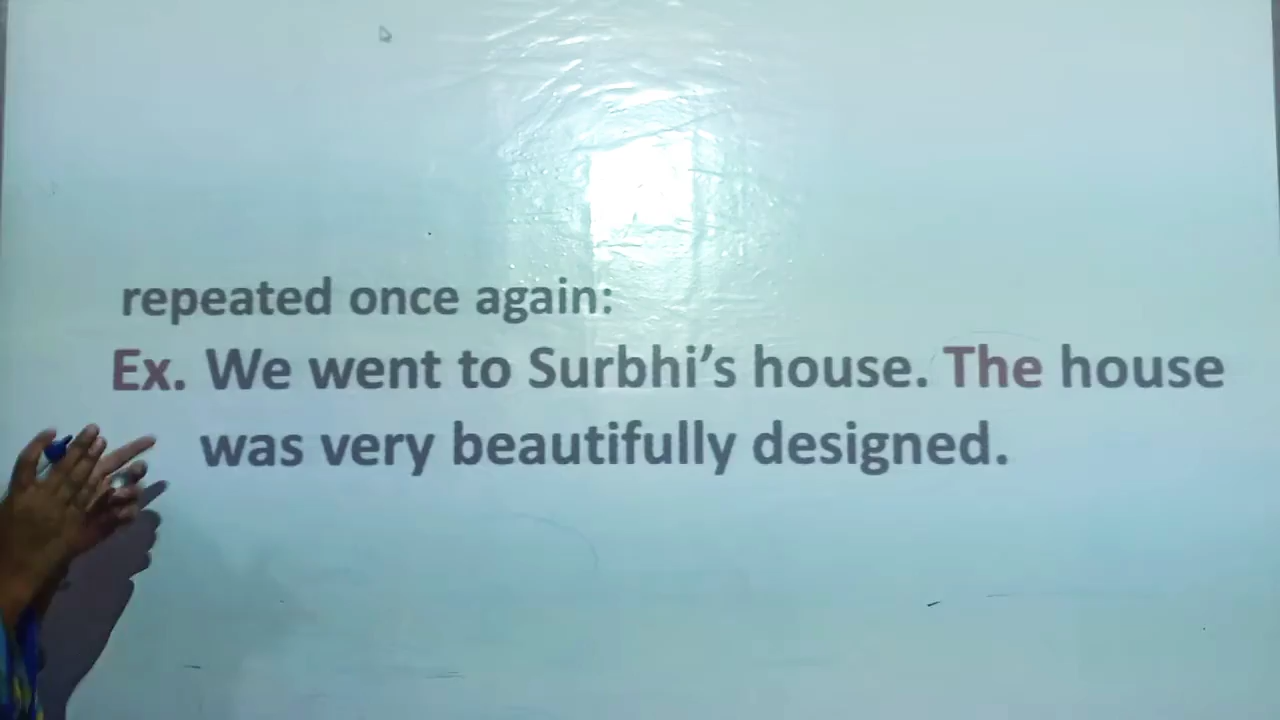 repeated once again:
Ex. We went to Surbhi’s house. The house
was very beautifully designed.